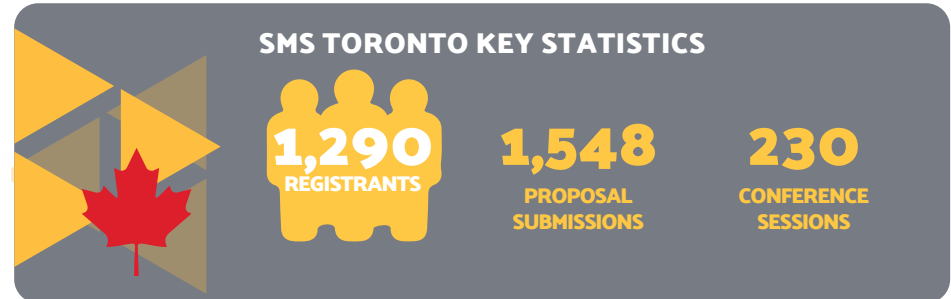 SMS TORONTO KEY STATISTICS
1,290
REGISTRANTS
1,548
PROPOSAL
SUBMISSIONS
230
CONFERENCE
SESSIONS